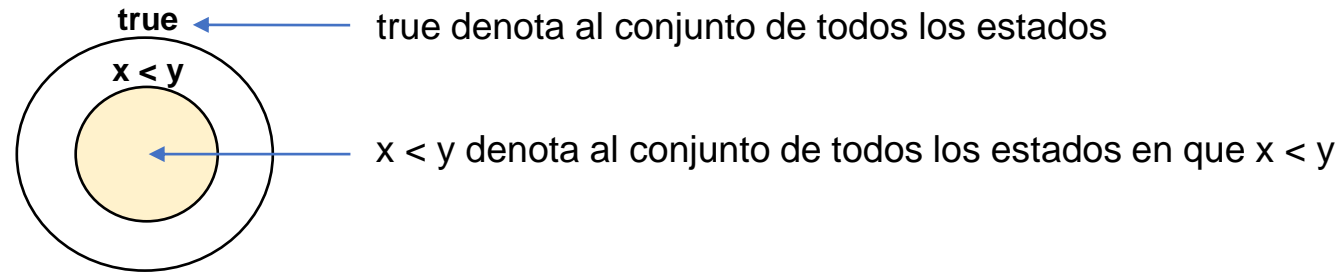 true
true denota al conjunto de todos los estados
x < y
x < y denota al conjunto de todos los estados en que x < y